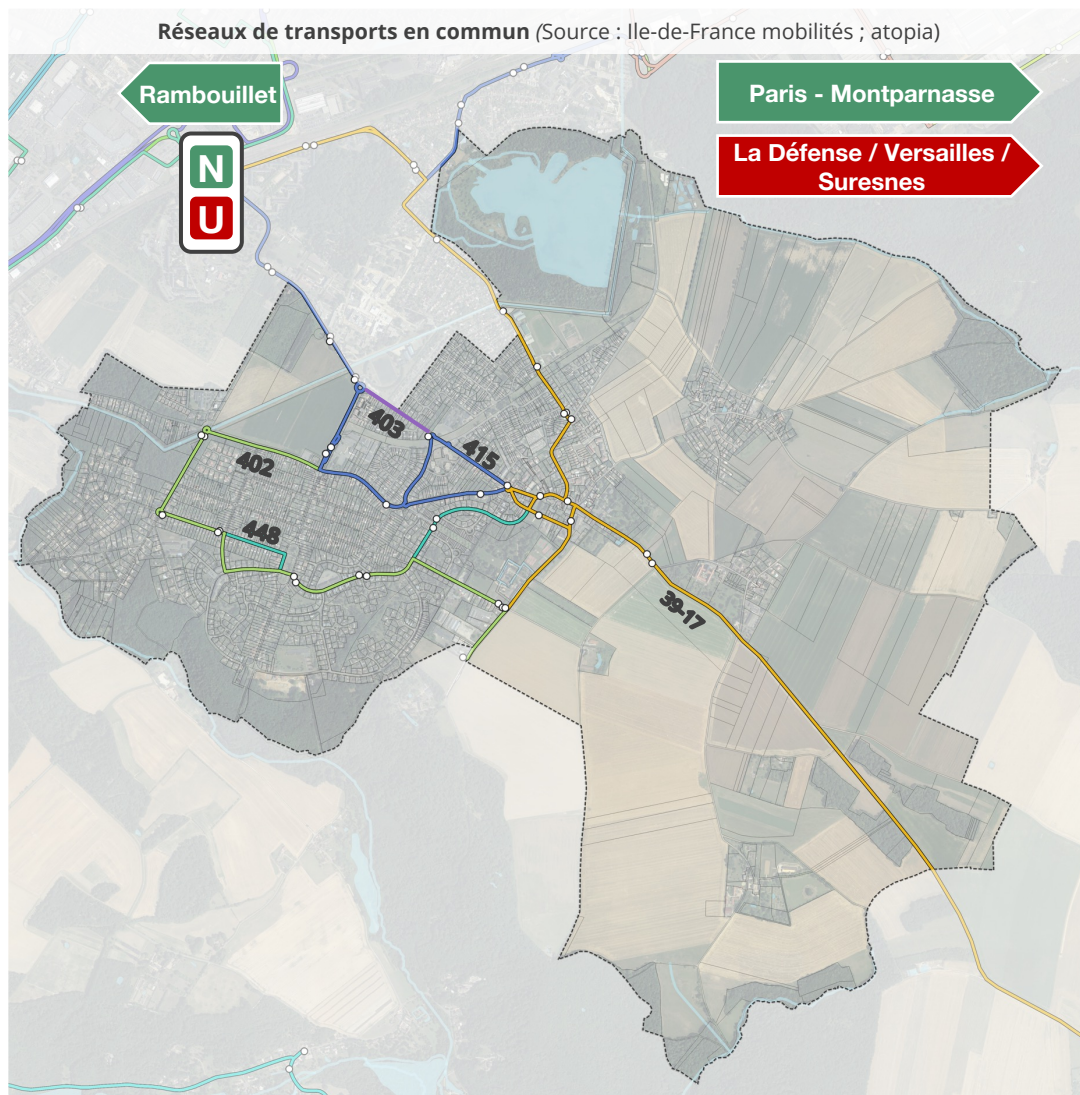 Réseaux de transports en commun (Source : Ile-de-France mobilités ; atopia)
Rambouillet
Paris - Montparnasse
La Défense / Versailles /
Suresnes
N
U
403
415
402
448
39-17